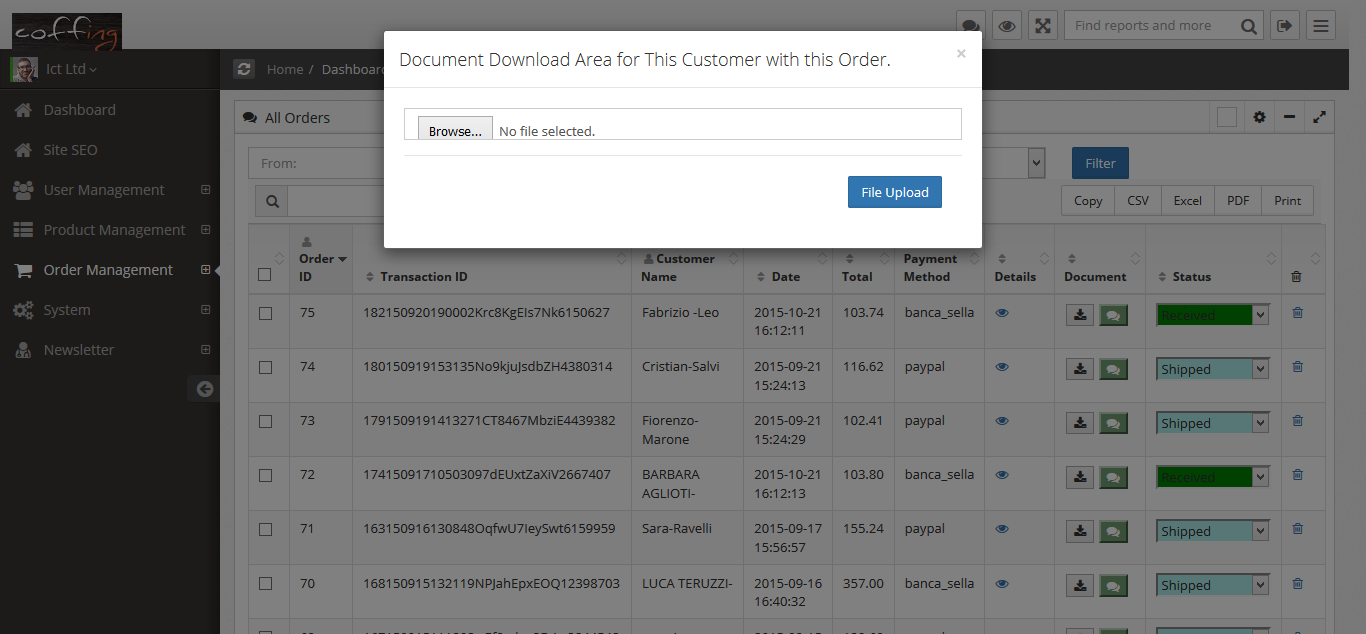 coffing
Find reports and more
Ict Ltd
Home / Dashboard
Document Download Area for This Customer with this Order.
×
Browse... No file selected.
File Upload
Dashboard
Site SEO
User Management
Product Management
Order Management
System
Newsletter
All Orders
From:
Filter
Copy CSV Excel PDF Print
Order ID Transaction ID Customer Name Date Total Payment Method Details Document Status
75 182150920190002Krc8KgEIs7Nk6150627 Fabrizio -Leo 2015-10-21 16:12:11 103.74 banca_sella Received
74 180150919153135No9kjuJsdbZH4380314 Cristian-Salvi 2015-09-21 15:24:13 116.62 paypal Shipped
73 1791509191413271CT8467MbziE4439382 Fiorenzo-Marone 2015-09-21 15:24:29 102.41 paypal Shipped
72 17415091710503097dEUxtZaXiV2667407 BARBARA AGLIOTI- 2015-10-21 16:12:13 103.80 banca_sella Received
71 163150916130848OqfwU7IeySwt6159959 Sara-Ravelli 2015-09-17 15:56:57 155.24 paypal Shipped
70 168150915132119NPJahEpxEOQ12398703 LUCA TERUZZI- 2015-09-16 16:40:32 357.00 banca_sella Shipped